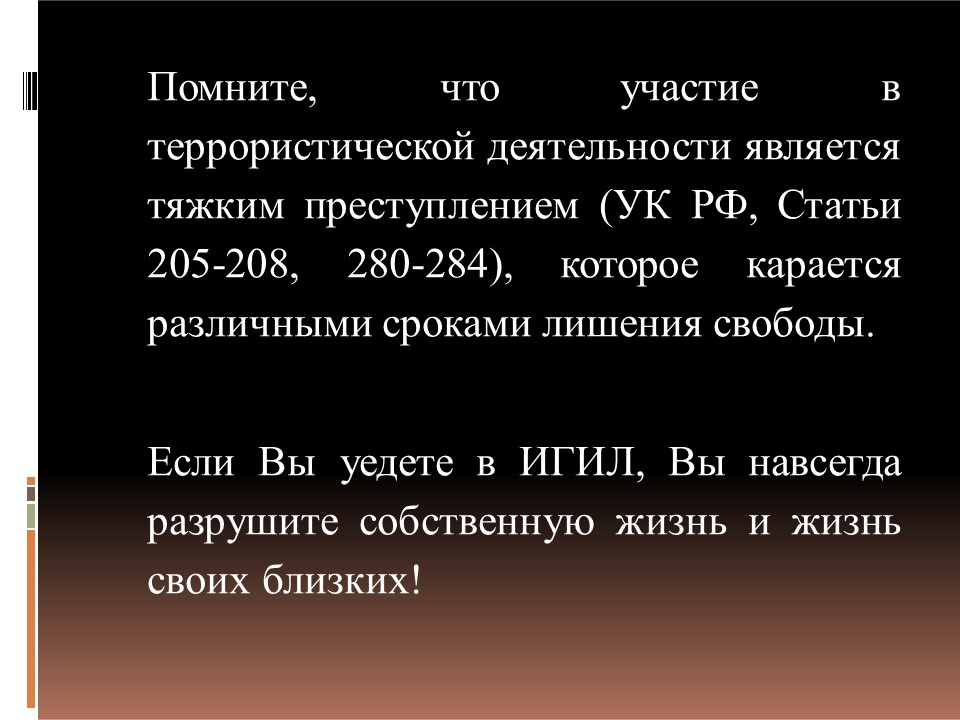 Помните, что участие в
террористической деятельности является
тяжким преступлением (УК РФ, Статьи
205-208, 280-284), которое карается
различными сроками лишения свободы.
Если Вы уедете в ИГИЛ, Вы навсегда
разрушите собственную жизнь и жизнь
своих близких!